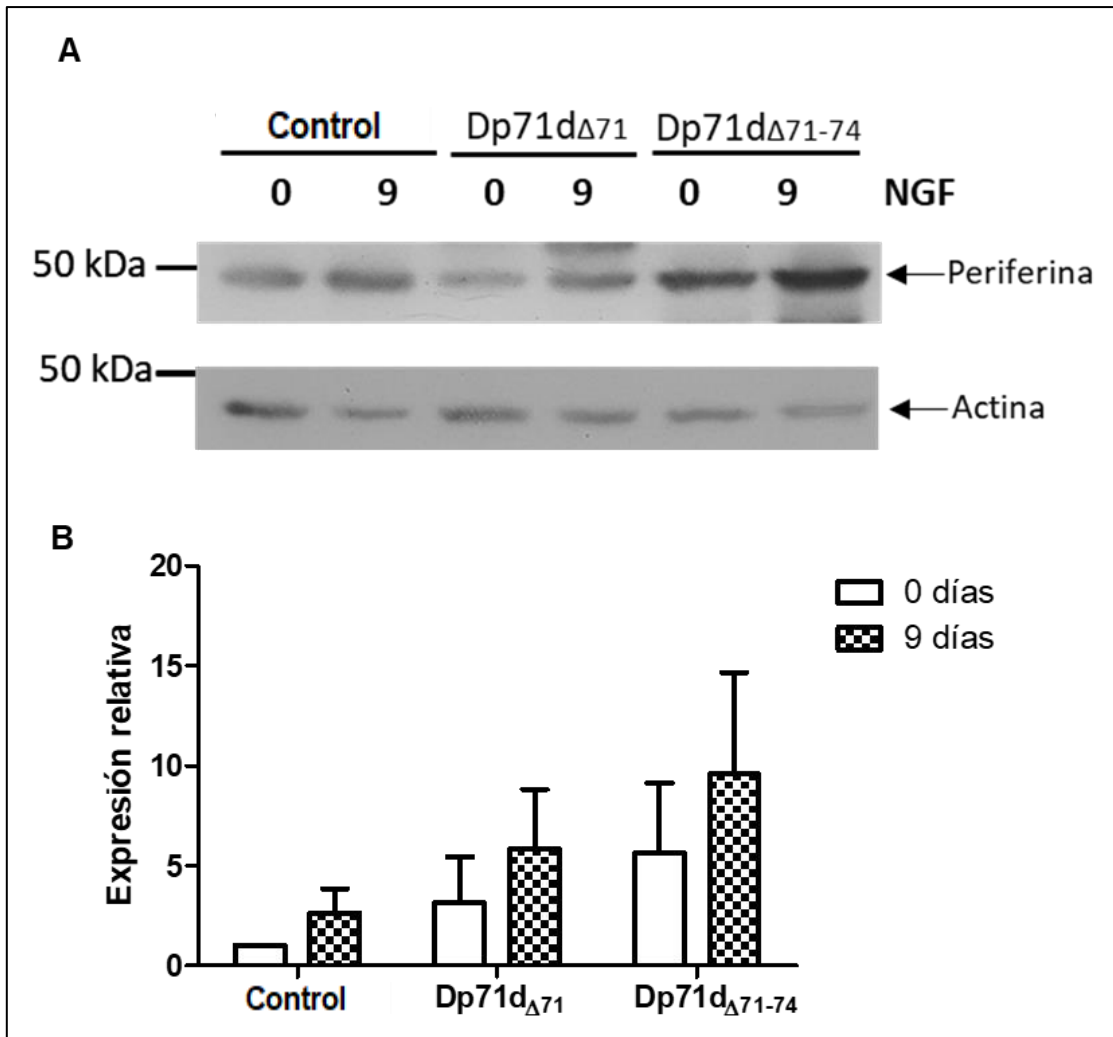 A
Control Dp71dΔ71 Dp71dΔ71-74
0 9 0 9 0 9 NGF
50 kDa Periferina
50 kDa Actina
B
Expresión relativa
20
15
10
5
0
Control Dp71dΔ71 Dp71dΔ71-74
0 días
9 días